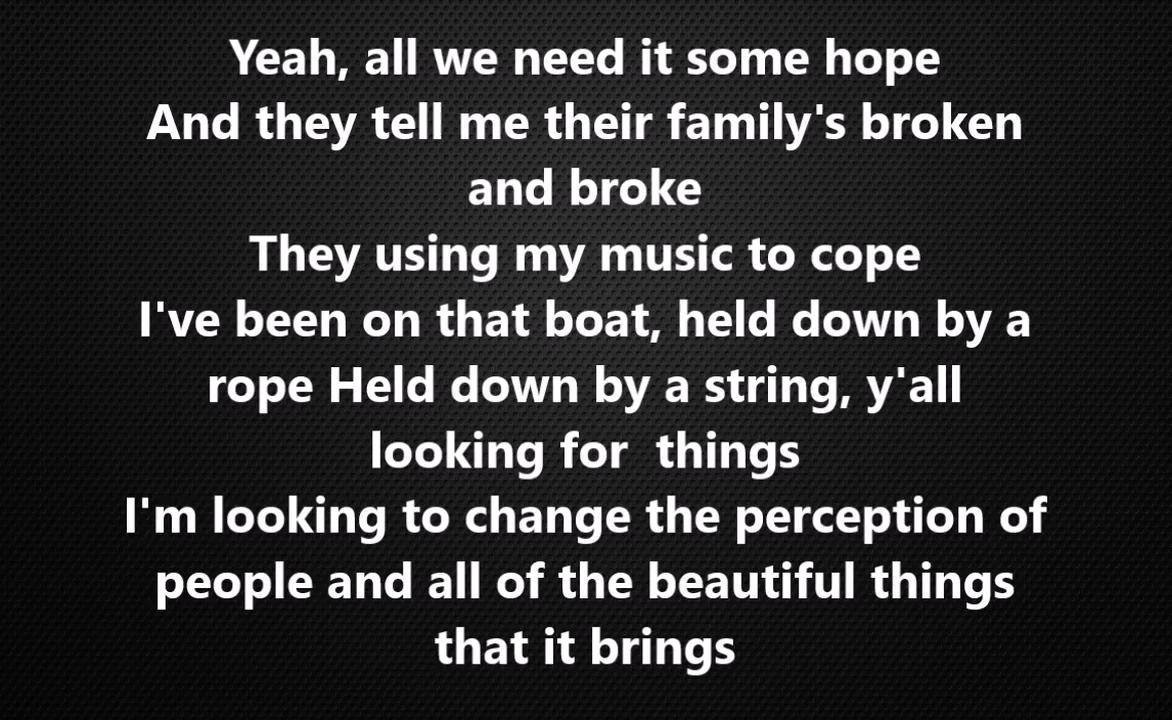 Yeah, all we need it some hope
And they tell me their family's broken
and broke
They using my music to cope
I've been on that boat, held down by a
rope Held down by a string, y'all
looking for  things
I'm looking to change the perception of
people and all of the beautiful things
that it brings